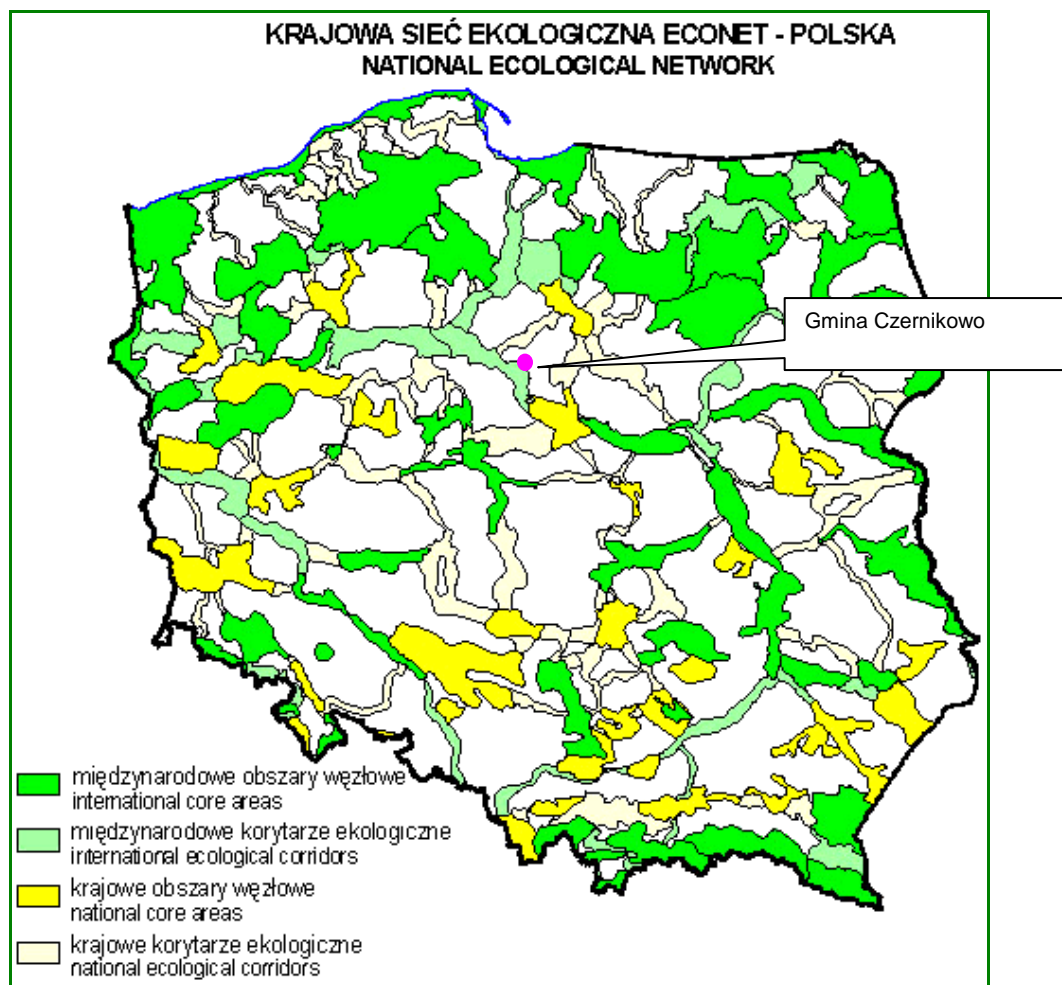 KRAJOWA SIEĆ EKOLOGICZNA ECONET - POLSKA
NATIONAL ECOLOGICAL NETWORK
Gmina Czernikowo
międzynarodowe obszary węzłowe
international core areas
międzynarodowe korytarze ekologiczne
international ecological corridors
krajowe obszary węzłowe
national core areas
krajowe korytarze ekologiczne
national ecological corridors